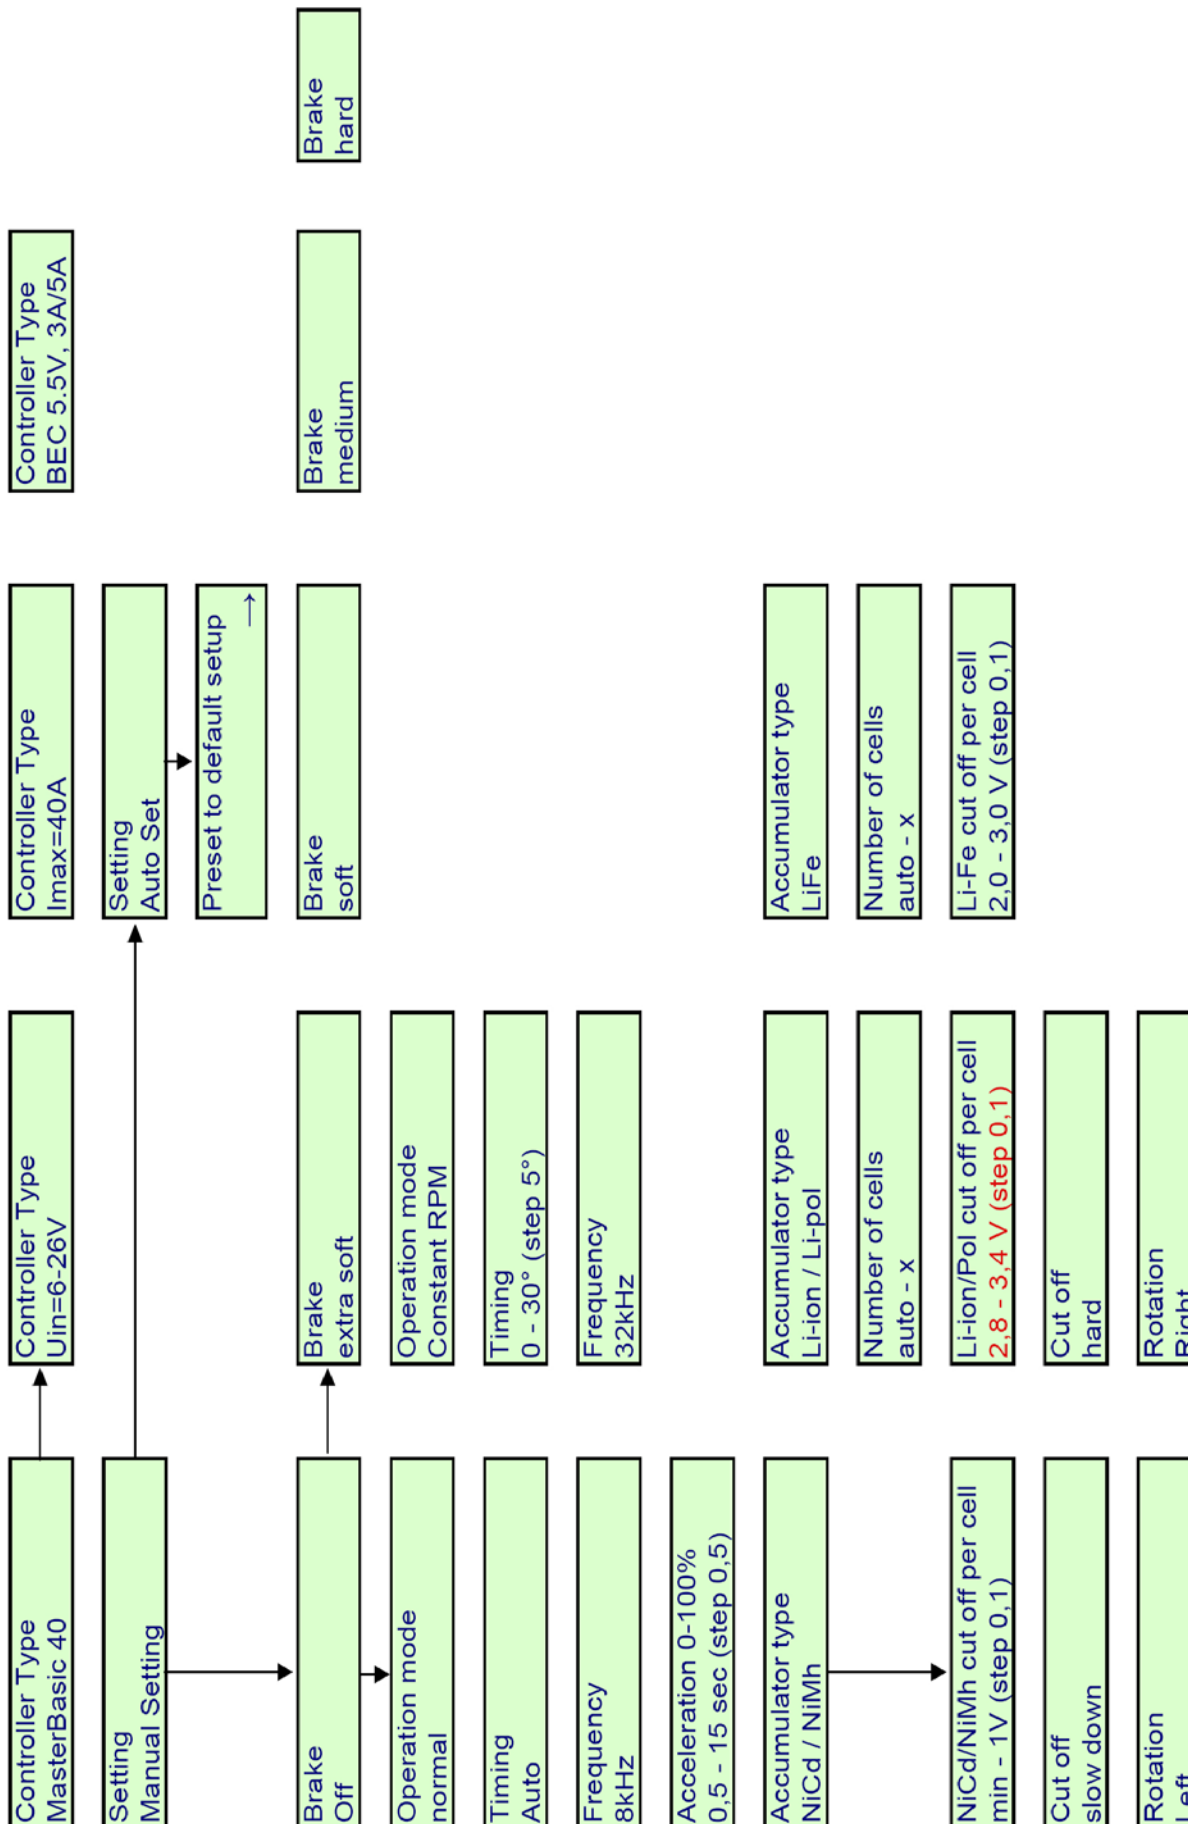 Controller Type
MasterBasic 40
Controller Type
Uin=6-26V
Controller Type
Imax=40A
Controller Type
BEC 5.5V, 3A/5A
Setting
Manual Setting
Setting
Auto Set
Preset to default setup
→
Brake
Off
Brake
extra soft
Brake
soft
Brake
medium
Brake
hard
Operation mode
normal
Operation mode
Constant RPM
Timing
Auto
Timing
0 - 30° (step 5°)
Frequency
8kHz
Frequency
32kHz
Acceleration 0-100%
0,5 - 15 sec (step 0,5)
Accumulator type
NiCd / NiMh
Accumulator type
Li-ion / Li-pol
Accumulator type
LiFe
Number of cells
auto - x
Number of cells
auto - x
NiCd/NiMh cut off per cell
min - 1V (step 0,1)
Li-ion/Pol cut off per cell
2,8 - 3,4 V (step 0,1)
Li-Fe cut off per cell
2,0 - 3,0 V (step 0,1)
Cut off
slow down
Cut off
hard
Rotation
Left
Rotation
Right